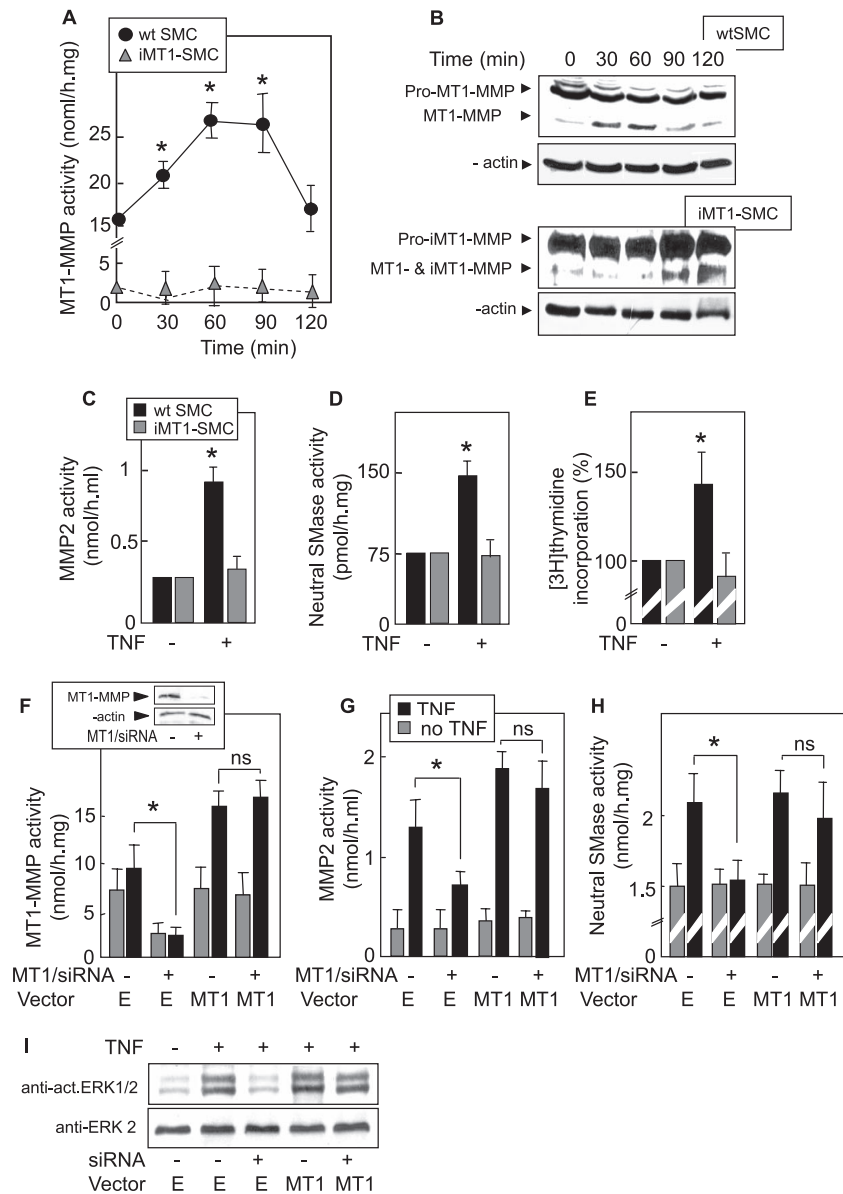 A
wt SMC
iMT1-SMC
MT1-MMP activity (noml/h.mg)
25
20
15
5
0
0 30 60 90 120
Time (min)
* * *
B
wtSMC
Time (min) 0 30 60 90 120
Pro-MT1-MMP
MT1-MMP
- actin
iMT1-SMC
Pro-iMT1-MMP
MT1- & iMT1-MMP
-actin
C
wt SMC
iMT1-SMC
MMP2 activity
(nmol/h.ml)
1
0.5
0
*
TNF - +
D
Neutral SMase activity
(pmol/h.mg)
150
75
0
*
TNF - +
E
[3H]thymidine
incorporation (%)
150
100
0
*
TNF - +
F
MT1-MMP
-actin
MT1/siRNA - +
MT1-MMP activity
(nmol/h.mg)
15
10
5
0
* ns
MT1/siRNA - + - +
Vector E E MT1 MT1
G
TNF
no TNF
MMP2 activity
(nmol/h.ml)
2
1
0
* ns
MT1/siRNA - + - +
Vector E E MT1 MT1
H
Neutral SMase activity
(nmol/h.mg)
2
1.5
0
* ns
MT1/siRNA - + - +
Vector E E MT1 MT1
I
TNF - + + + +
anti-act.ERK1/2
anti-ERK 2
siRNA - - + - +
Vector E E E MT1 MT1